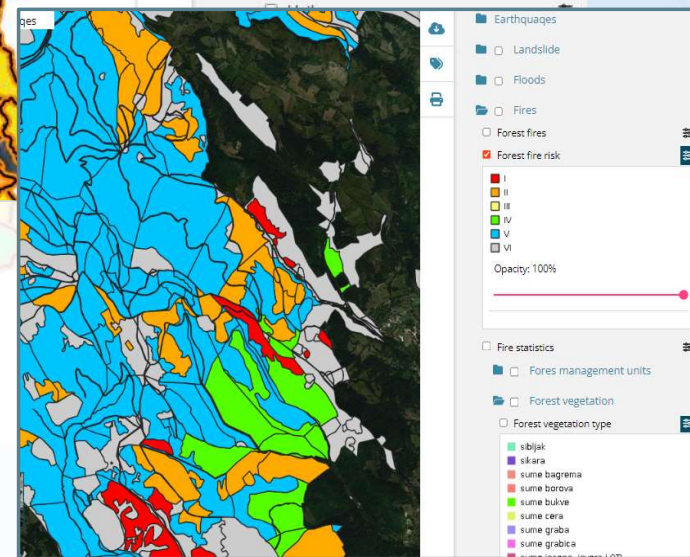 qes
Earthquaqes
Landslide
Floods
Fires
Forest fires
Forest fire risk
I
II
III
IV
V
VI
Opacity: 100%
Fire statistics
Fores management units
Forest vegetation
Forest vegetation type
sibljak
sikara
sume bagrema
sume borova
sume bukve
sume cera
sume graba
sume grabica